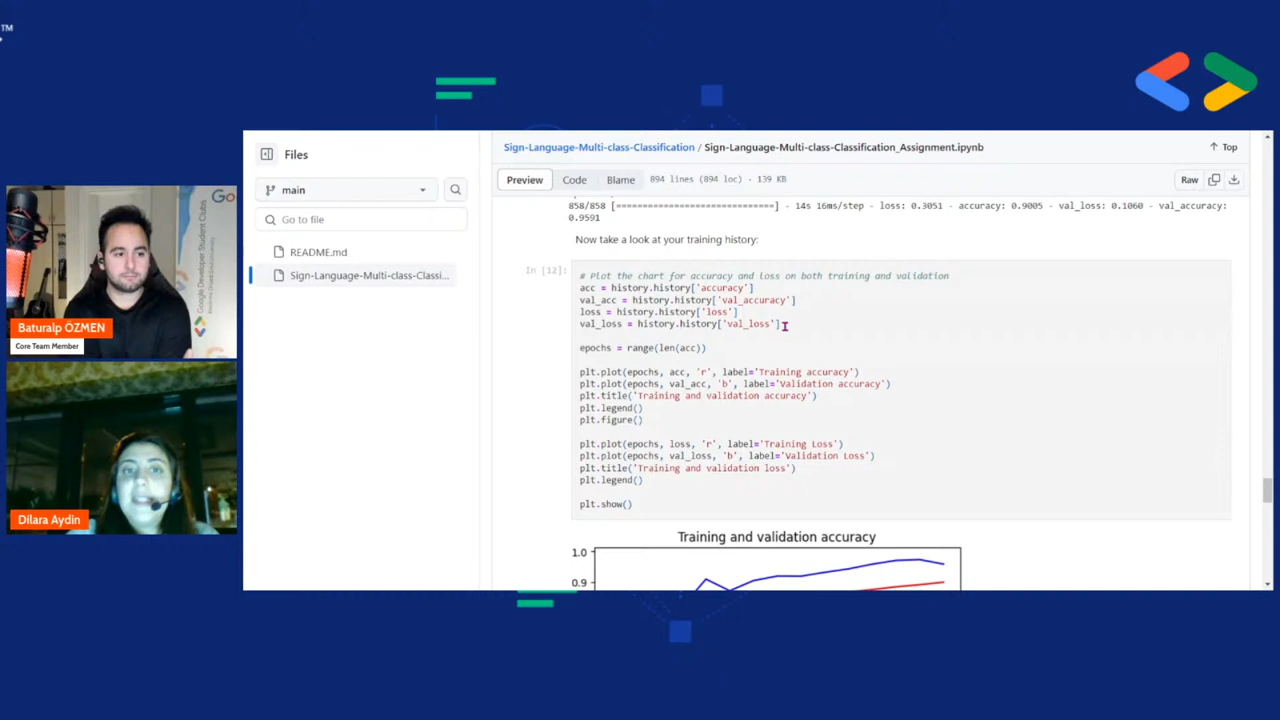 TM
Files
main
Go to file
README.md
Sign-Language-Multi-class-Classi...
Sign-Language-Multi-class-Classification / Sign-Language-Multi-class-Classification_Assignment.ipynb
Top
Preview
Code
Blame
894 lines (894 loc) · 139 KB
Raw
858/858 [==============================] - 14s 16ms/step - loss: 0.3051 - accuracy: 0.9005 - val_loss: 0.1060 - val_accuracy:
0.9591
Now take a look at your training history:
In [12]:
# Plot the chart for accuracy and loss on both training and validation
acc = history.history['accuracy']
val_acc = history.history['val_accuracy']
loss = history.history['loss']
val_loss = history.history['val_loss']
epochs = range(len(acc))
plt.plot(epochs, acc, 'r', label='Training accuracy')
plt.plot(epochs, val_acc, 'b', label='Validation accuracy')
plt.title('Training and validation accuracy')
plt.legend()
plt.figure()
plt.plot(epochs, loss, 'r', label='Training Loss')
plt.plot(epochs, val_loss, 'b', label='Validation Loss')
plt.title('Training and validation loss')
plt.legend()
plt.show()
Training and validation accuracy
1.0
0.9
Go
Google Developer Student Clubs
Baturalp ÖZMEN
Core Team Member
Dilara Aydin